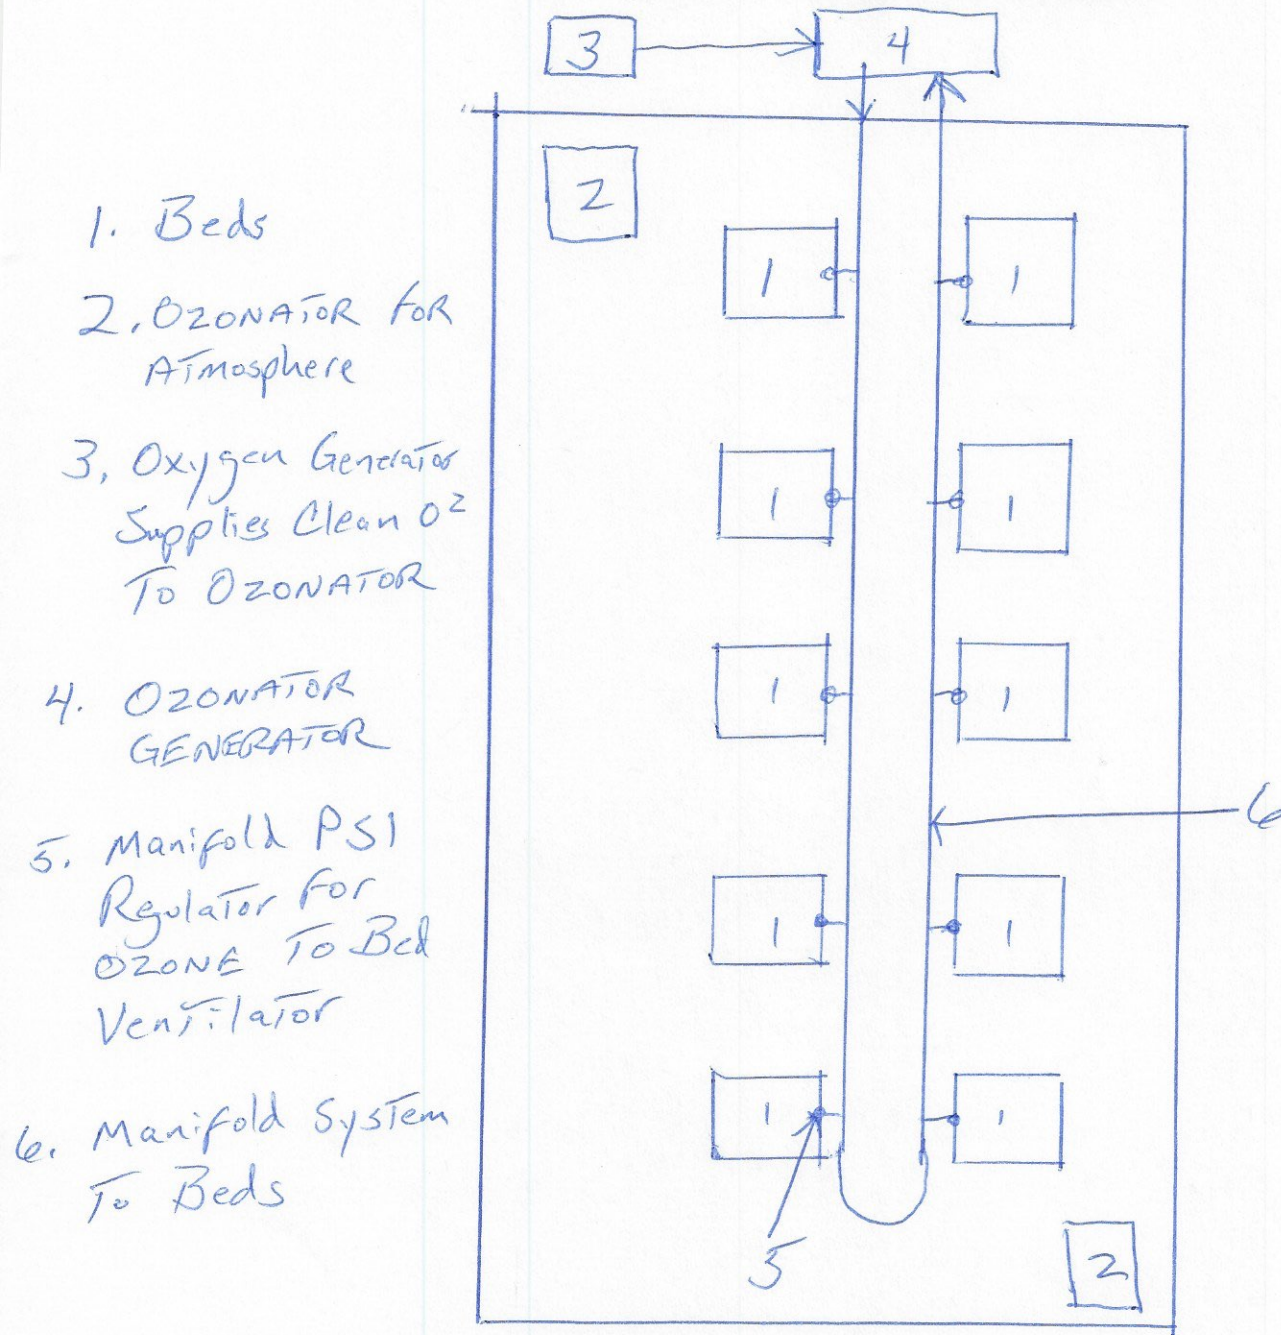 3
4
2
1. Beds
1
1
2. OZONATOR FOR
ATmosphere
3. Oxygen Generator
Supplies Clean O²
To OZONATOR
1
1
4. OZONATOR
GENERATOR
1
1
5. Manifold PSI
Regulator for
OZONE To Bed
Ventilator
6
1
1
6. Manifold System
To Beds
1
1
5
2